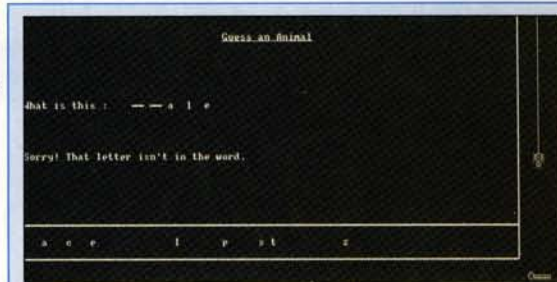 Guess an Animal
What is this : — — a l e
Sorry! That letter isn't in the word.
a c e l p s t z